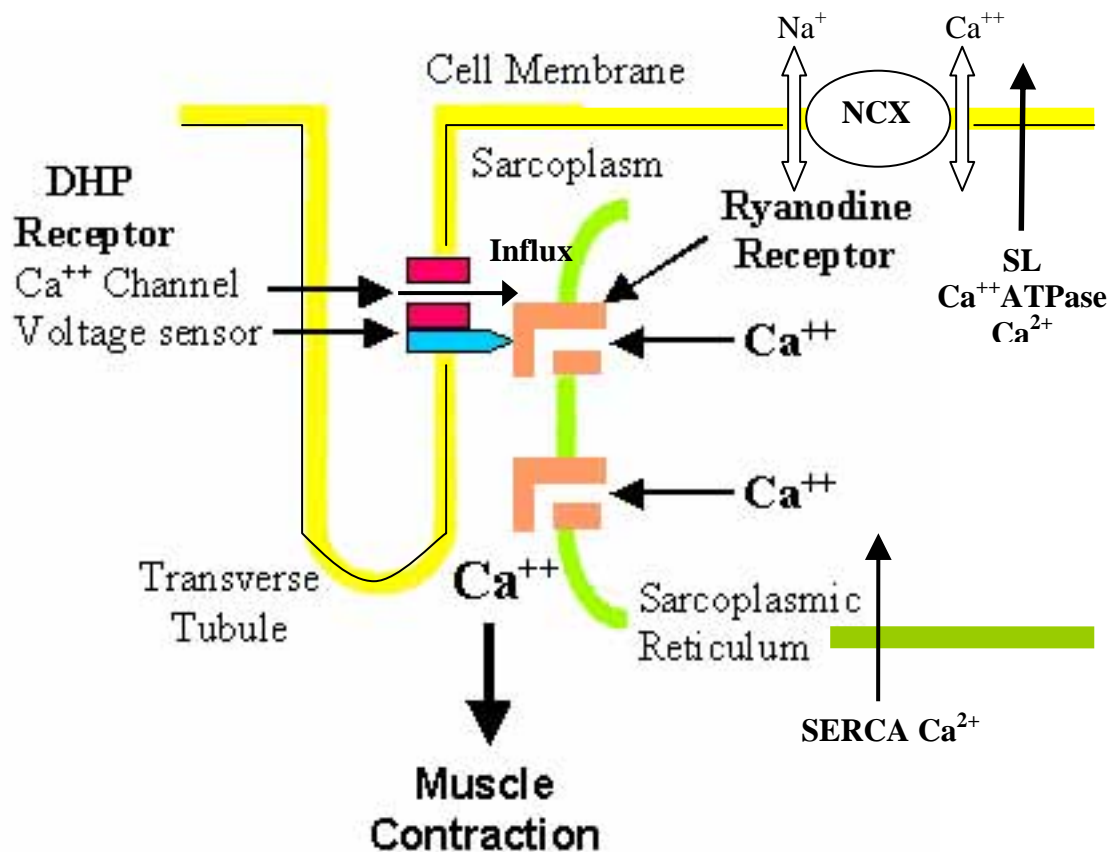 Na⁺
Ca⁺⁺
Cell Membrane
NCX
Sarcoplasm
DHP
Receptor
Ca⁺⁺ Channel
Voltage sensor
Influx
Ryanodine
Receptor
SL
Ca⁺⁺ATPase
Ca²⁺
Ca⁺⁺
Ca⁺⁺
Transverse
Tubule
Ca⁺⁺
Sarcoplasmic
Reticulum
SERCA Ca²⁺
Muscle
Contraction